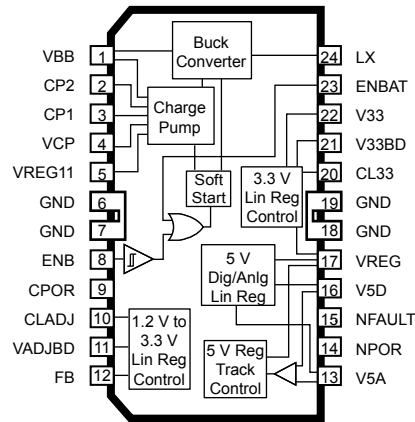 VBB 1
CP2 2
CP1 3
VCP 4
VREG11 5
GND 6
GND 7
ENB 8
CPOR 9
CLADJ 10
VADJBD 11
FB 12
Buck
Converter
Charge
Pump
Soft
Start
3.3 V
Lin Reg
Control
5 V
Dig/Anlg
Lin Reg
1.2 V to
3.3 V
Lin Reg
Control
5 V Reg
Track
Control
24 LX
23 ENBAT
22 V33
21 V33BD
20 CL33
19 GND
18 GND
17 VREG
16 V5D
15 NFAULT
14 NPOR
13 V5A